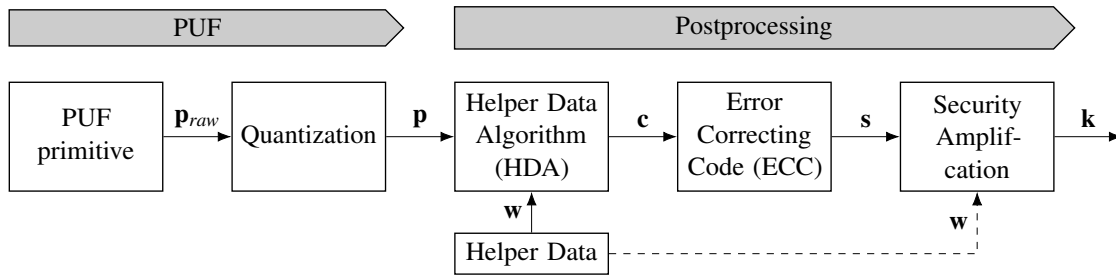 PUF
Postprocessing
PUF
primitive
p_raw
Quantization
p
Helper Data
Algorithm
(HDA)
c
Error
Correcting
Code (ECC)
s
Security
Amplif-
cation
k
w
w
Helper Data